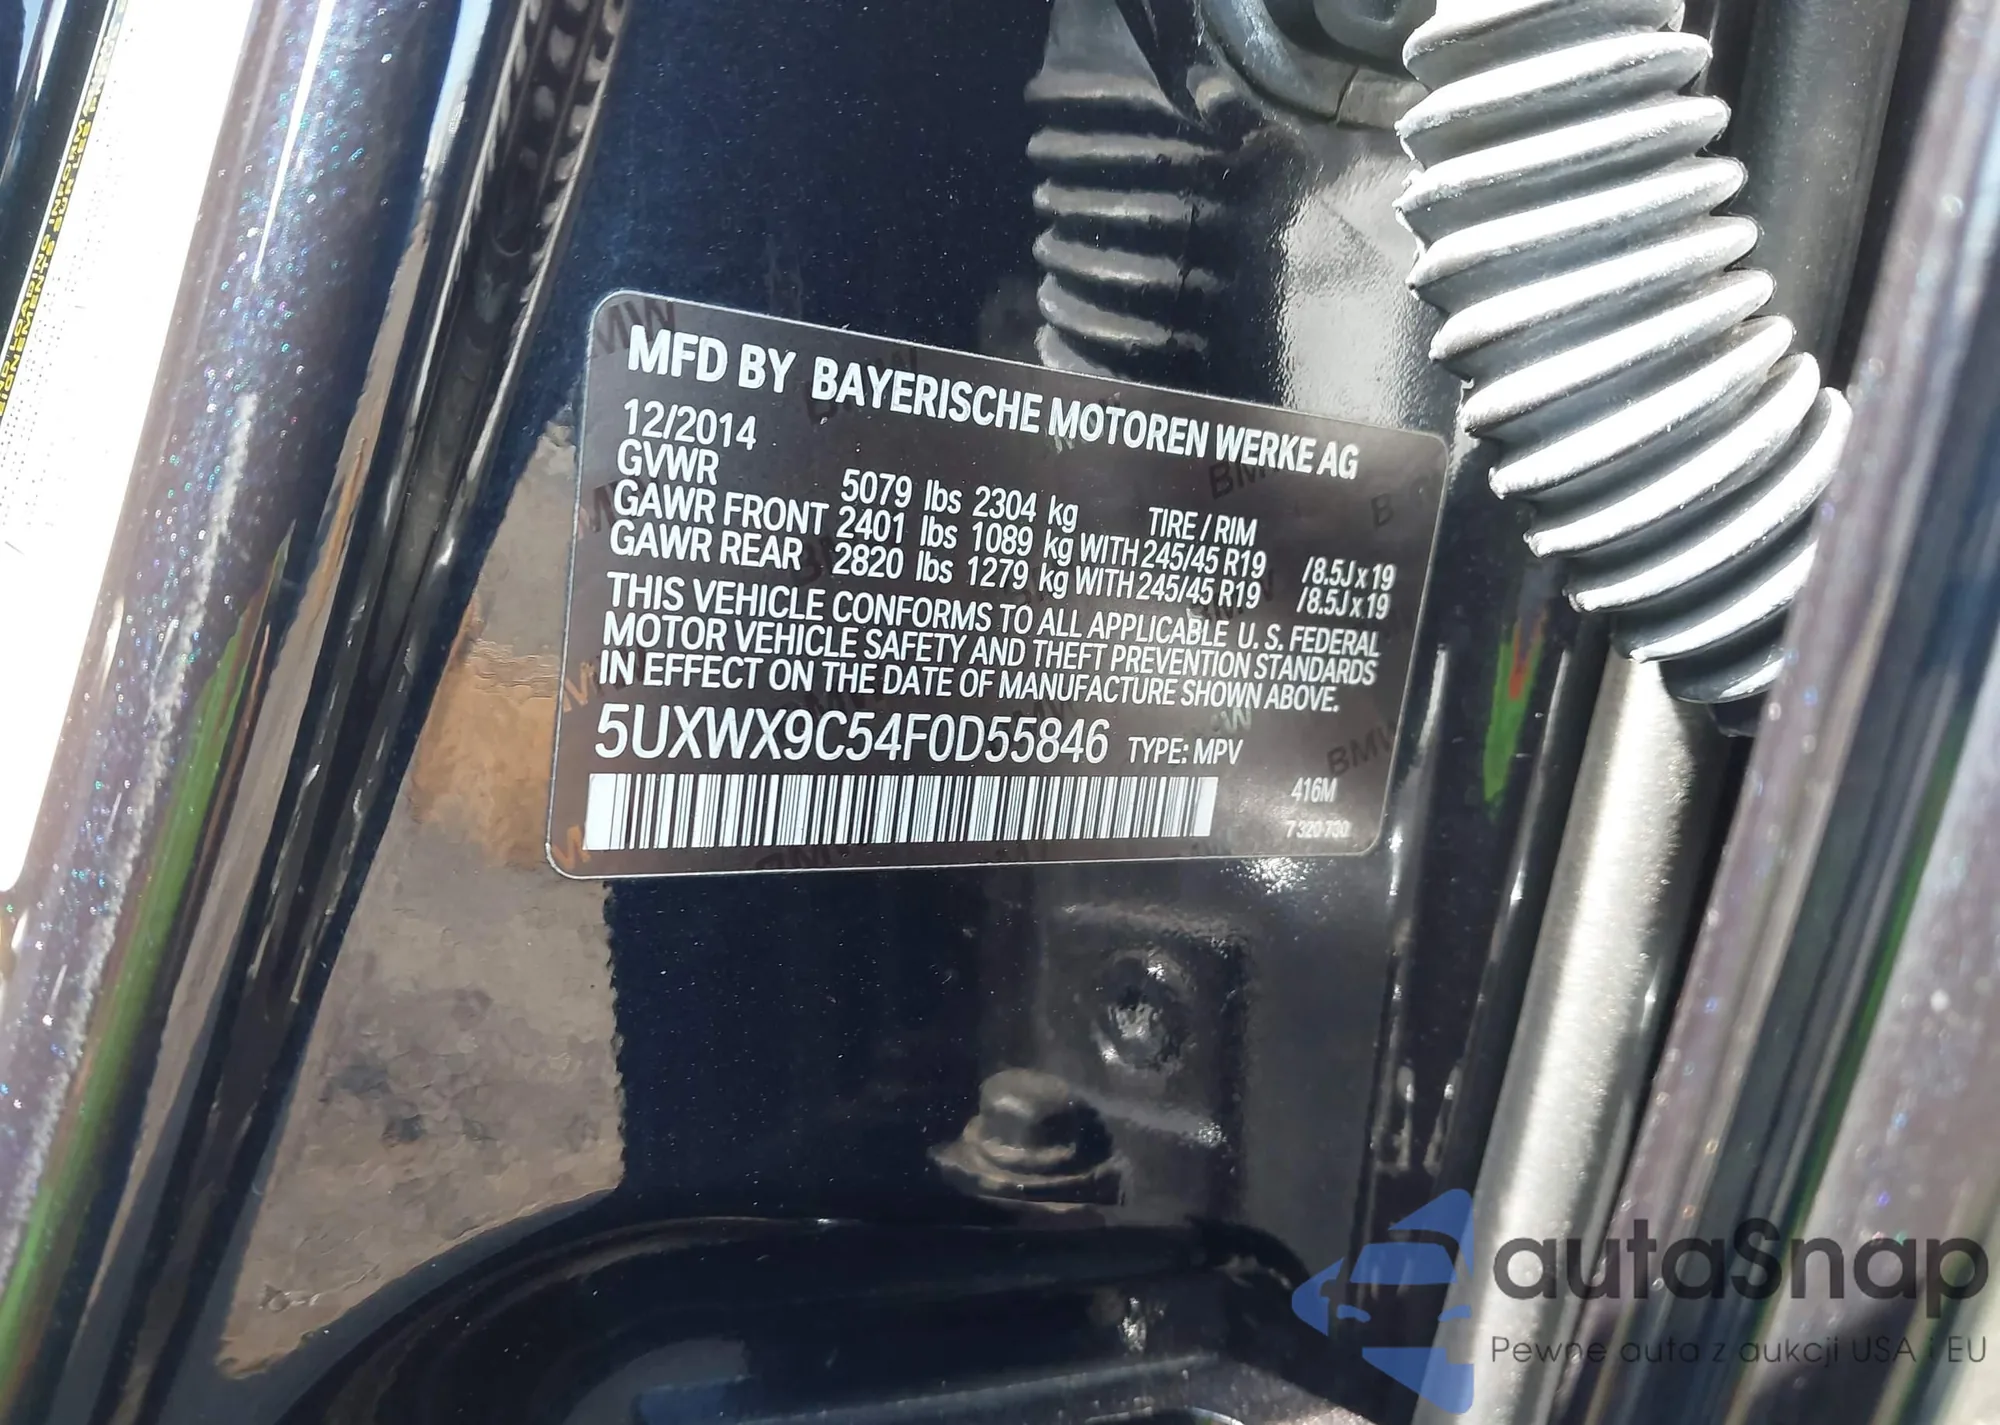 MFD BY BAYERISCHE MOTOREN WERKE AG
12/2014
GVWR 5079 lbs 2304 kg TIRE / RIM
GAWR FRONT 2401 lbs 1089 kg WITH 245/45 R19 /8.5J x 19
GAWR REAR 2820 lbs 1279 kg WITH 245/45 R19 /8.5J x 19
THIS VEHICLE CONFORMS TO ALL APPLICABLE U. S. FEDERAL
MOTOR VEHICLE SAFETY AND THEFT PREVENTION STANDARDS
IN EFFECT ON THE DATE OF MANUFACTURE SHOWN ABOVE.
5UXWX9C54F0D55846 TYPE: MPV
416M
7 320 730
autaSnap
Pewne auta z aukcji USA i EU